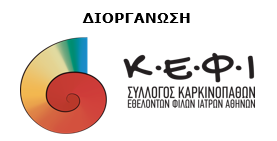 ΔΙΟΡΓΑΝΩΣΗ
Κ·Ε·Φ·Ι
ΣΥΛΛΟΓΟΣ ΚΑΡΚΙΝΟΠΑΘΩΝ
ΕΘΕΛΟΝΤΩΝ ΦΙΛΩΝ ΙΑΤΡΩΝ ΑΘΗΝΩΝ